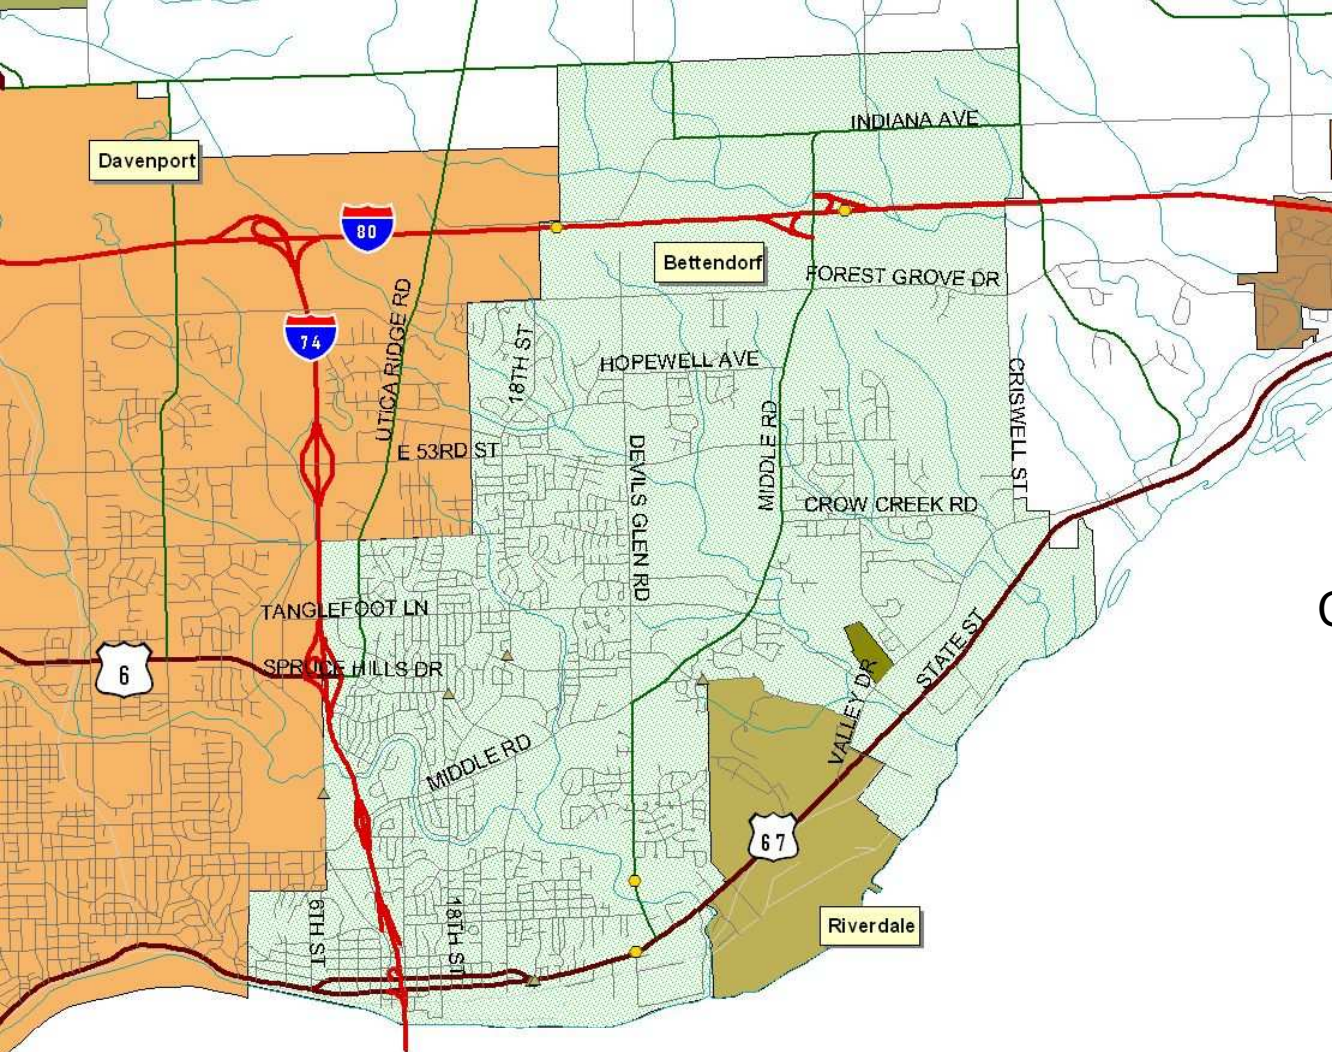 INDIANA AVE
Davenport
80
Bettendorf
FOREST GROVE DR
74
UTICA RIDGE RD
18TH ST
HOPEWELL AVE
CRISWELL ST
MIDDLE RD
E 53RD ST
DEVILS GLEN RD
CROW CREEK RD
TANGLEFOOT LN
STATE ST
6
SPRUCE HILLS DR
VALLEY DR
MIDDLE RD
67
6TH ST
18TH ST
Riverdale